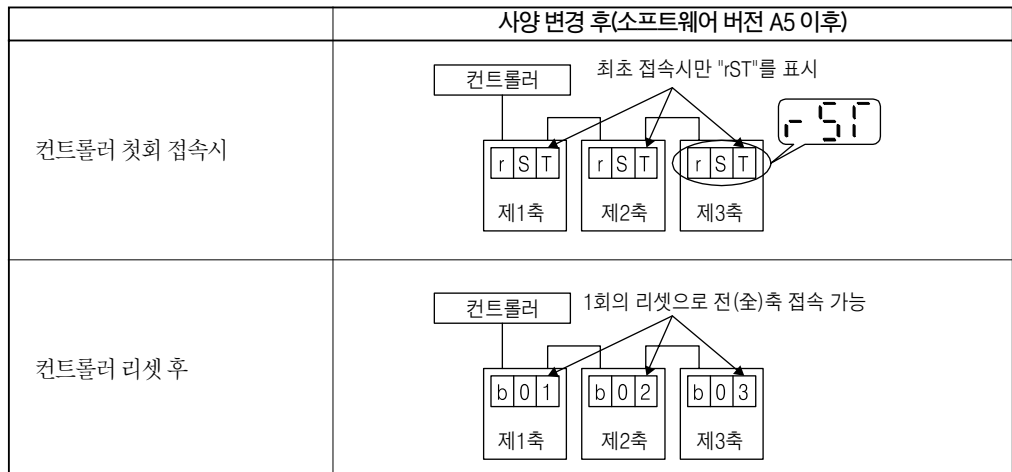 사양 변경 후(소프트웨어 버전 A5 이후)
컨트롤러 첫회 접속시
컨트롤러
최초 접속시만 "rST"를 표시
r S T
r S T
r S T
r S T
제1축
제2축
제3축
컨트롤러 리셋 후
컨트롤러
1회의 리셋으로 전(全)축 접속 가능
b 0 1
b 0 2
b 0 3
제1축
제2축
제3축